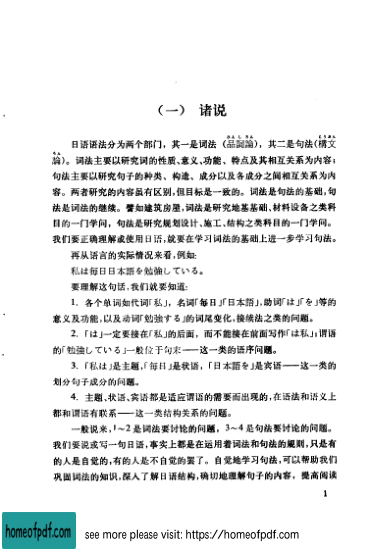 （一） 诸说
日语语法分为两个部门，其一是词法（品詞論），其二是句法（構文
論）。词法主要以研究词的性质、意义、功能、特点及其相互关系为内容；
句法主要以研究句子的种类、构造、成分以及各成分之间相互关系为内
容。两者研究的内容虽有区别，但目标是一致的。词法是句法的基础，句
法是词法的继续。譬如建筑房屋，词法是研究地基基础、材料设备之类科
目的一门学问，句法是研究规划设计、施工、结构之类科目的一门学问。
我们要正确理解或使用日语，就要在学习词法的基础上进一步学习句法。
再从语言的实际情况来看，例如：
私は毎日日本語を勉強している。
要理解这句话，我们就要知道：
1．各个单词如代词「私」，名词「毎日」「日本語」，助词「は」「を」等的
意义及功能，以及动词「勉強する」的词尾变化，接续法之类的问题。
2．「は」一定要接在「私」的后面，而不能接在前面写作「は私」；谓语
的「勉強している」一般位于句末——这一类的语序问题。
3．「私は」是主题，「毎日」是状语，「日本語を」是宾语——这一类的
划分句子成分的问题。
4．主题、状语、宾语都是适应谓语的需要而出现的，在语法和语义上
都和谓语有联系——这一类结构关系的问题。
一般说来，1～2是词法要讨论的问题，3～4是句法要讨论的问题。
我们要说或写一句日语，事实上都是在运用着词法和句法的规则，只是有
的人是自觉的，有的人是不自觉的罢了。自觉地学习句法，可以帮助我们
巩固词法的知识，深入了解日语结构，确切地理解句子的内容，提高阅读
1
homeofpdf.com
see more please visit: https://homeofpdf.com